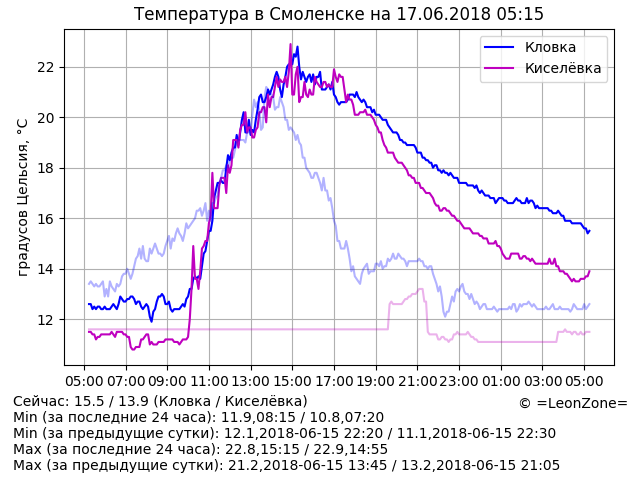 Температура в Смоленске на 17.06.2018 05:15
градусов Цельсия, °C
22
20
18
16
14
12
Кловка
Киселёвка
05:00 07:00 09:00 11:00 13:00 15:00 17:00 19:00 21:00 23:00 01:00 03:00 05:00
Сейчас: 15.5 / 13.9 (Кловка / Киселёвка)
© =LeonZone=
Min (за последние 24 часа): 11.9,08:15 / 10.8,07:20
Min (за предыдущие сутки): 12.1,2018-06-15 22:20 / 11.1,2018-06-15 22:30
Max (за последние 24 часа): 22.8,15:15 / 22.9,14:55
Max (за предыдущие сутки): 21.2,2018-06-15 13:45 / 13.2,2018-06-15 21:05